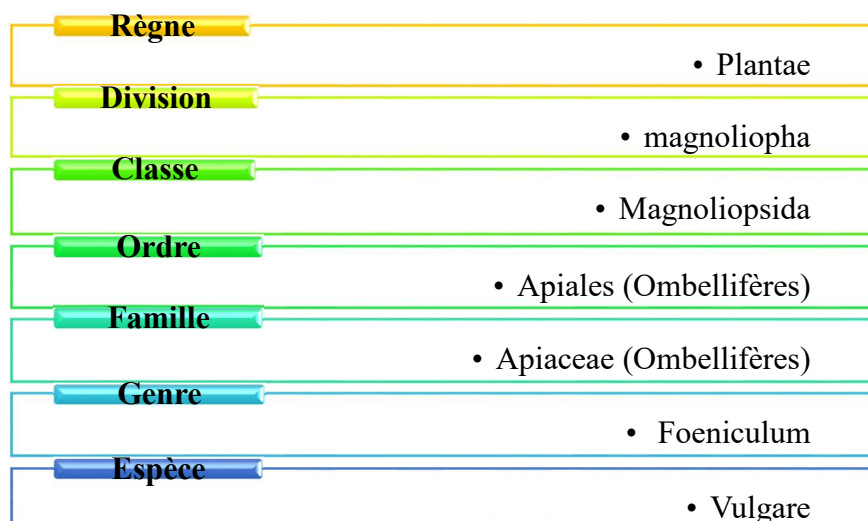 Règne
• Plantae
Division
• magnoliopha
Classe
• Magnoliopsida
Ordre
• Apiales (Ombellifères)
Famille
• Apiaceae (Ombellifères)
Genre
• Foeniculum
Espèce
• Vulgare